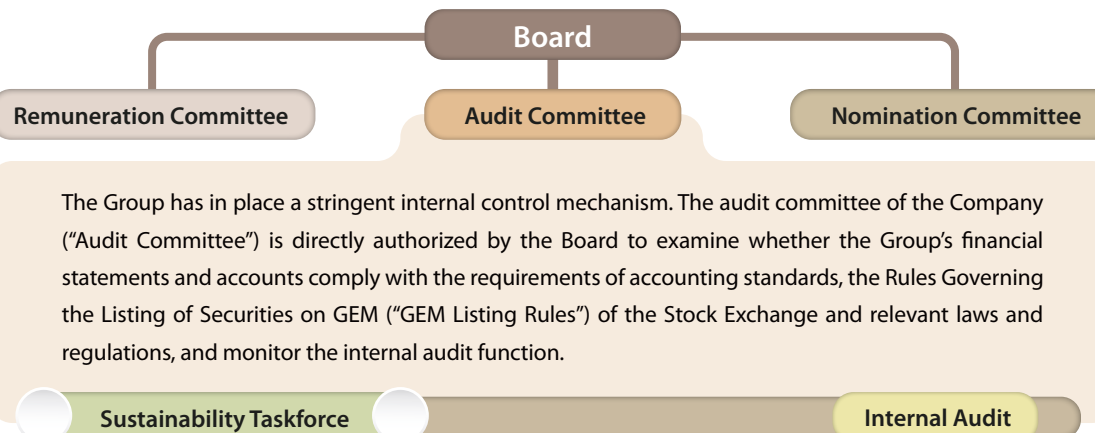 Board
Remuneration Committee
Audit Committee
Nomination Committee
The Group has in place a stringent internal control mechanism. The audit committee of the Company
(“Audit Committee”) is directly authorized by the Board to examine whether the Group’s financial
statements and accounts comply with the requirements of accounting standards, the Rules Governing
the Listing of Securities on GEM (“GEM Listing Rules”) of the Stock Exchange and relevant laws and
regulations, and monitor the internal audit function.
Sustainability Taskforce
Internal Audit